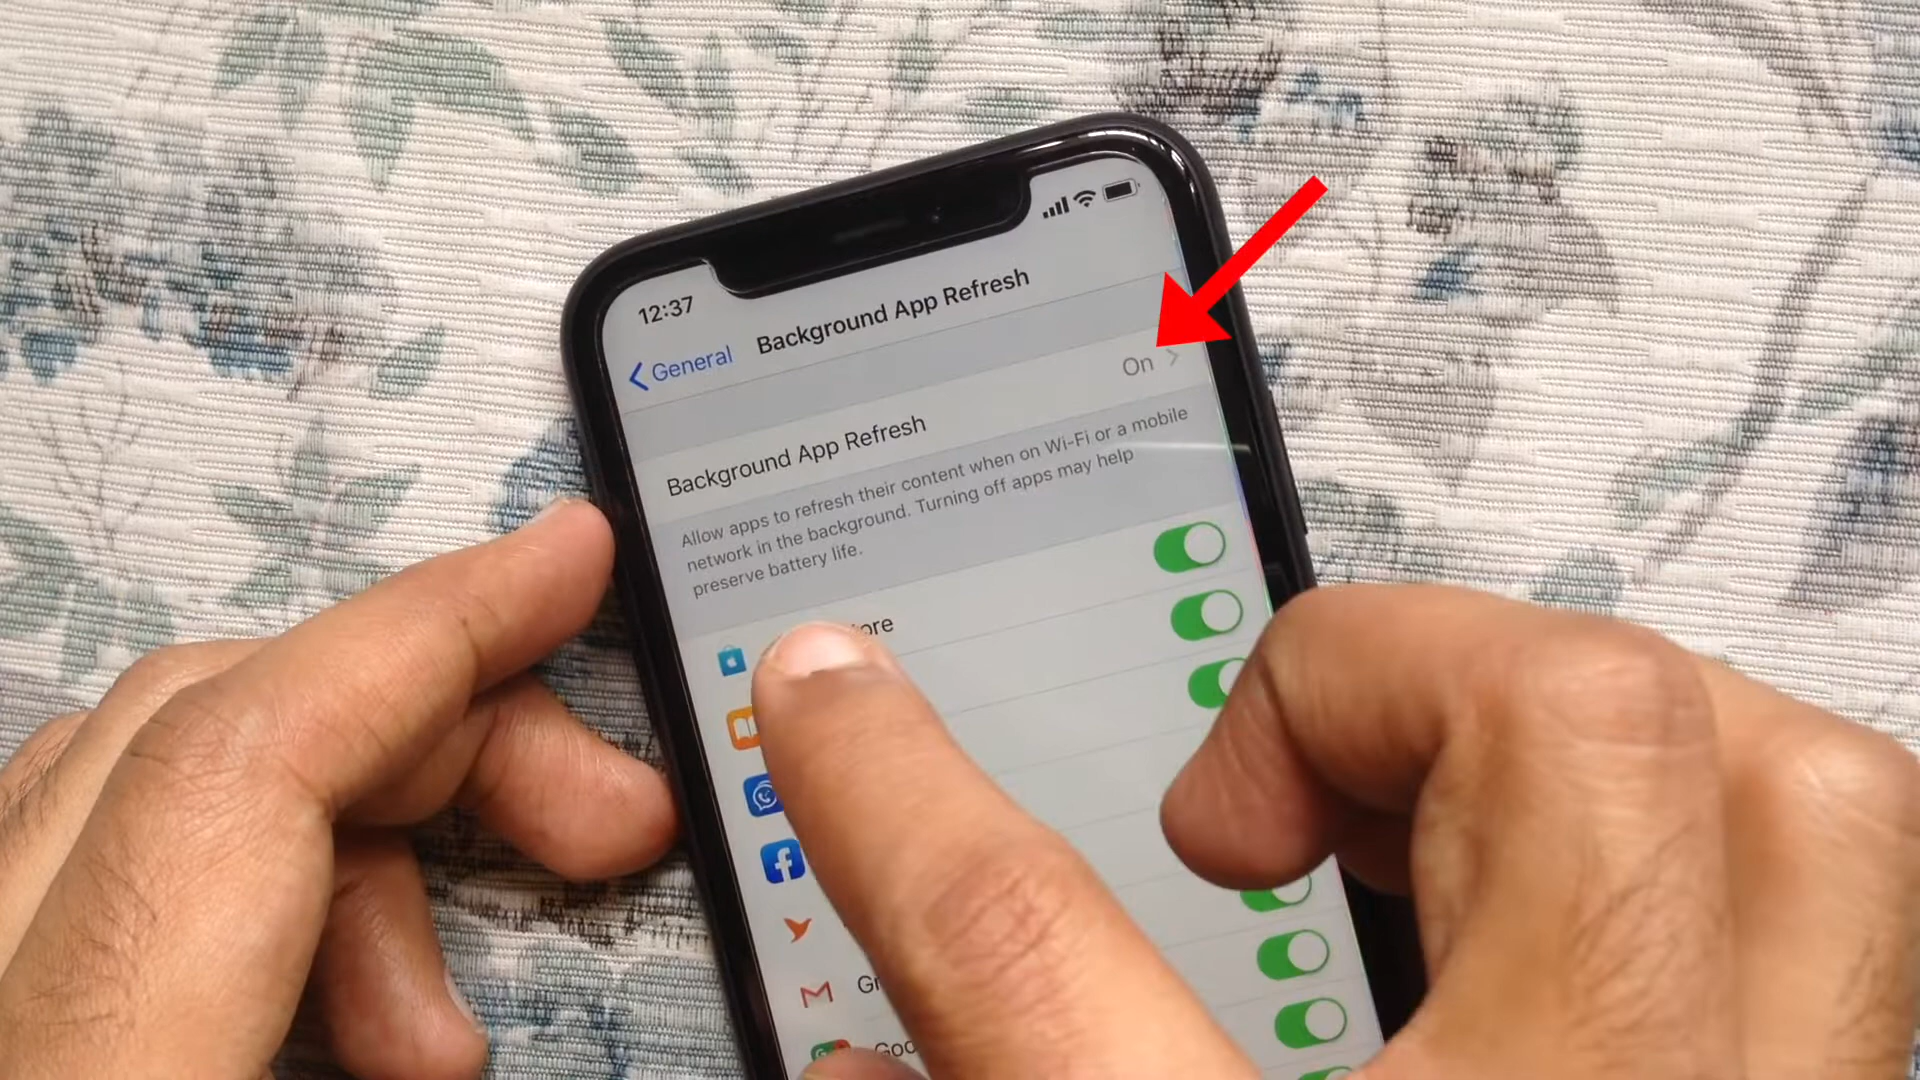 12:37
General
Background App Refresh
Background App Refresh
On
Allow apps to refresh their content when on Wi-Fi or a mobile
network in the background. Turning off apps may help
preserve battery life.